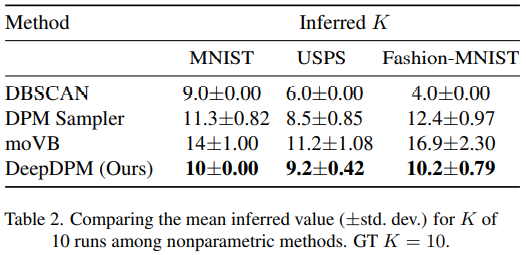 Method Inferred K
MNIST USPS Fashion-MNIST
DBSCAN 9.0±0.00 6.0±0.00 4.0±0.00
DPM Sampler 11.3±0.82 8.5±0.85 12.4±0.97
moVB 14±1.00 11.2±1.08 16.9±2.30
DeepDPM (Ours) 10±0.00 9.2±0.42 10.2±0.79
Table 2. Comparing the mean inferred value (±std. dev.) for K of
10 runs among nonparametric methods. GT K = 10.